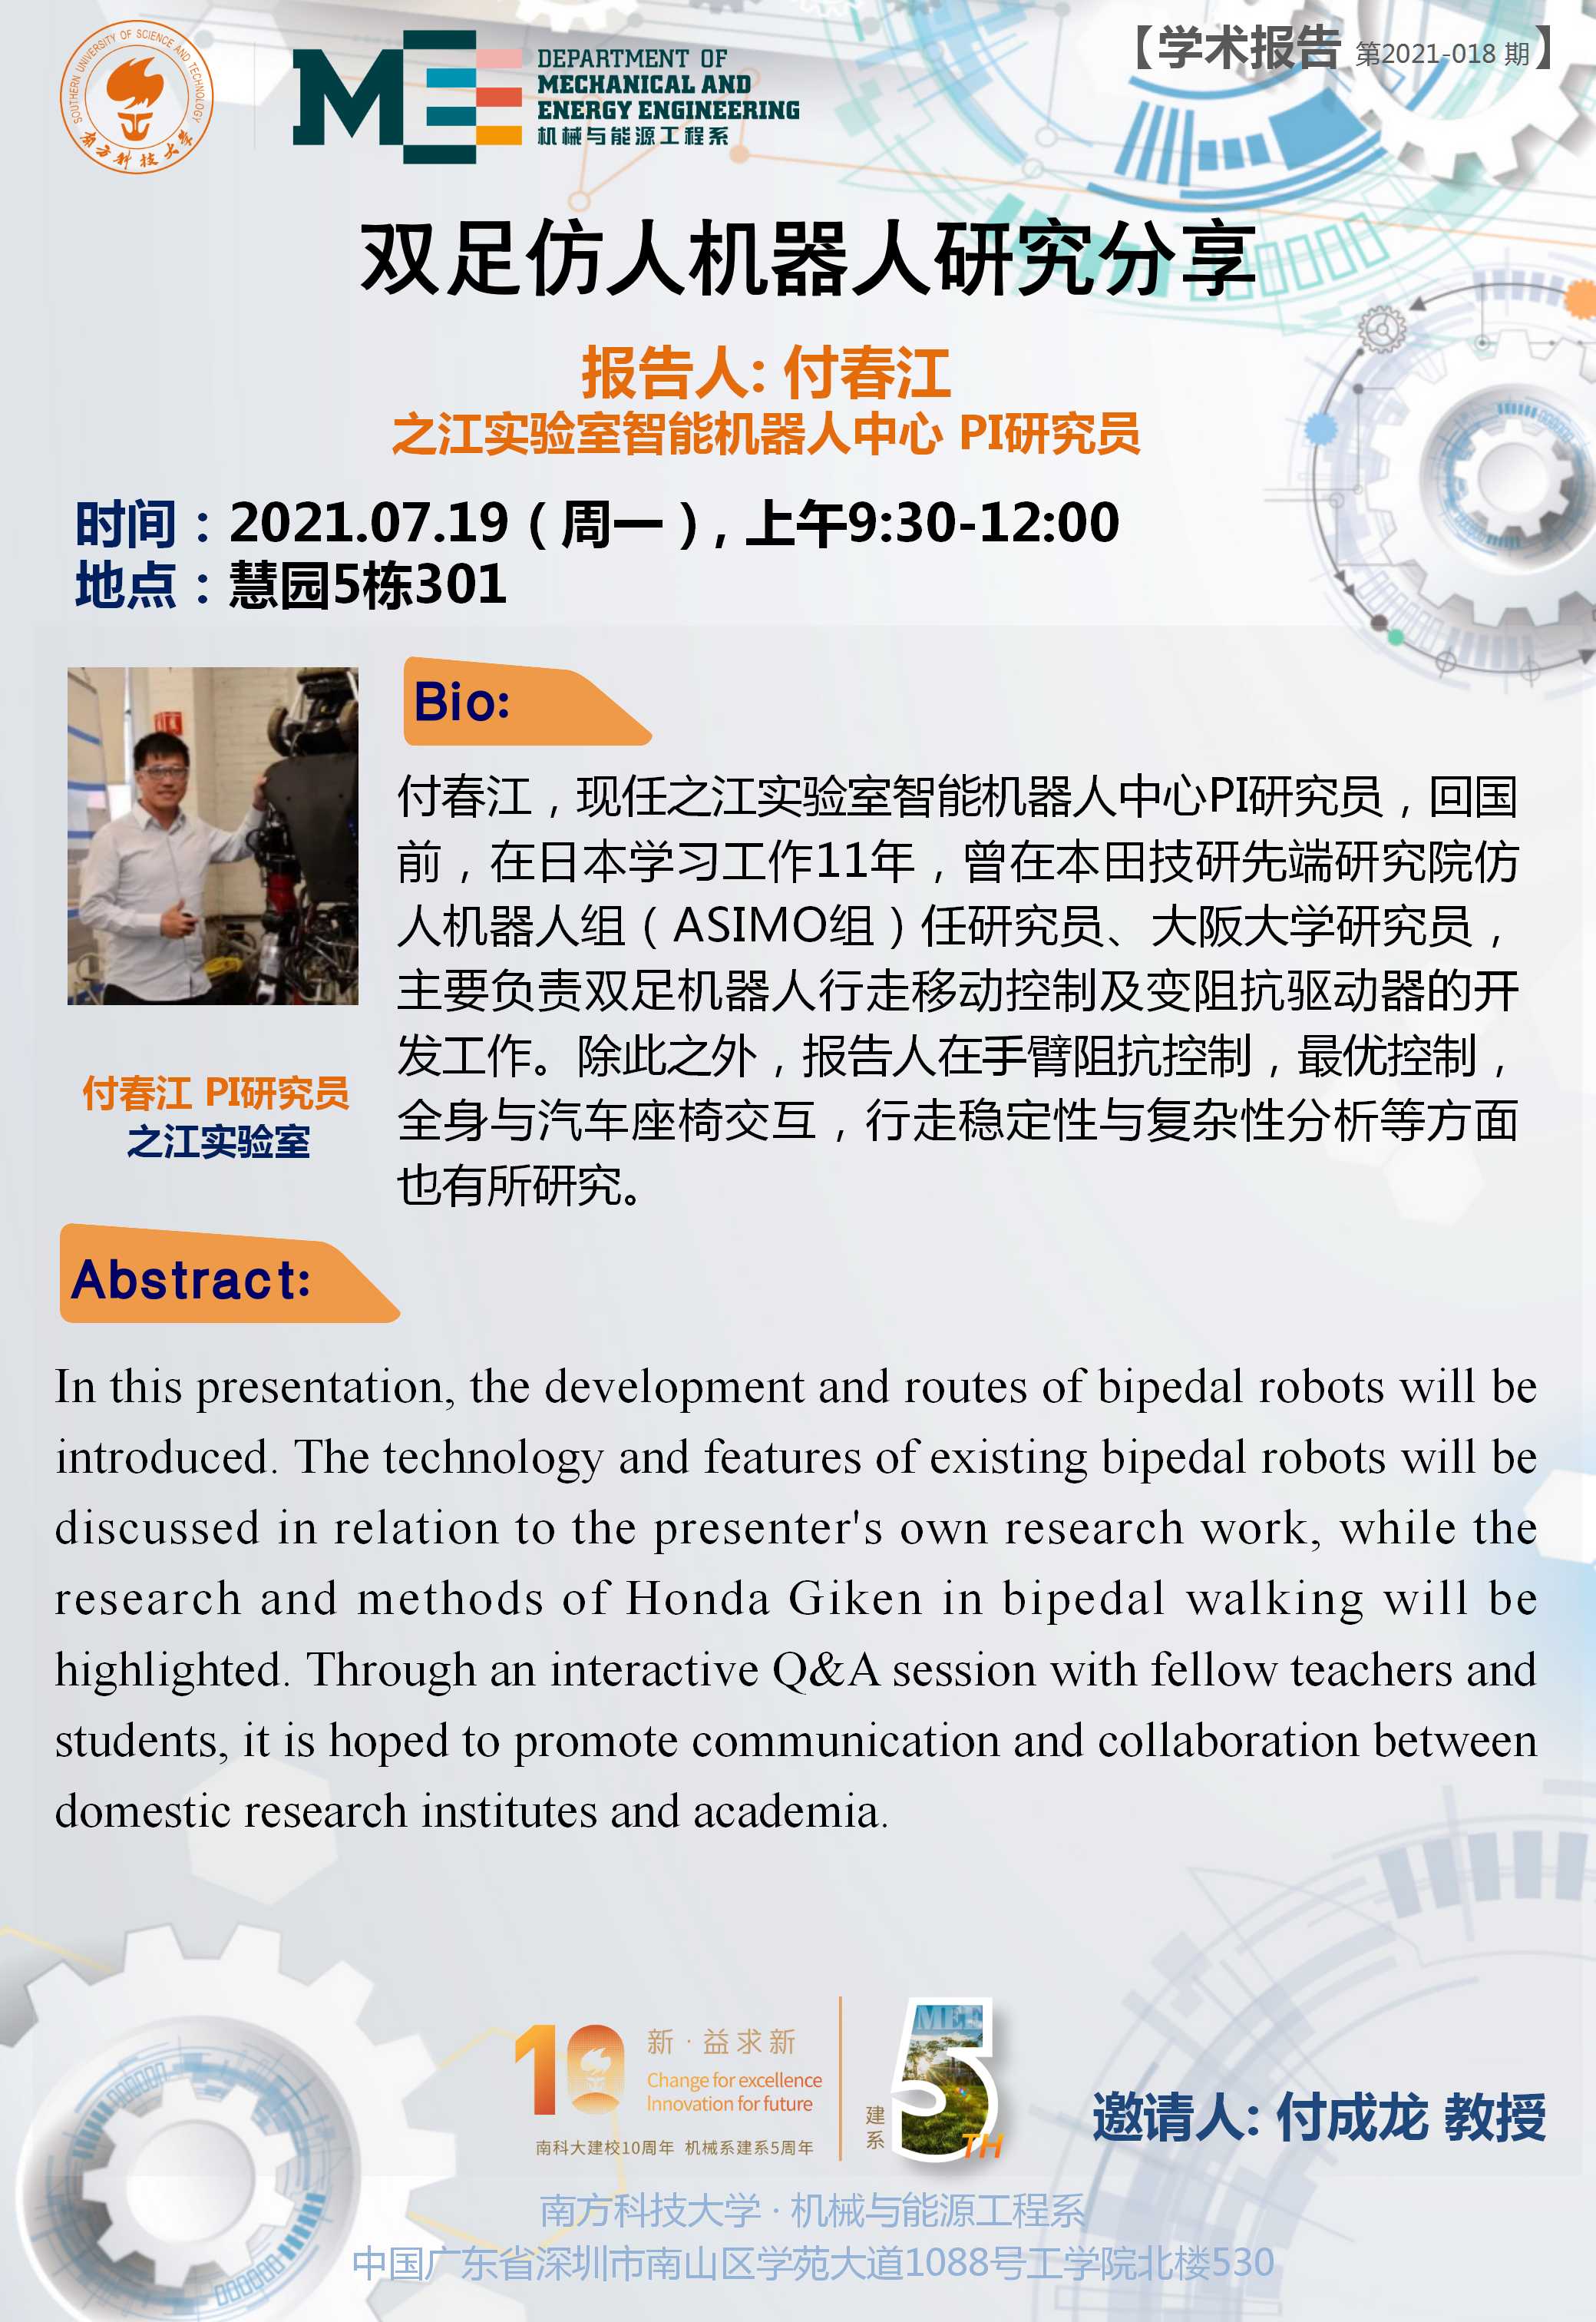 SOUTHERN UNIVERSITY OF SCIENCE AND TECHNOLOGY
南方科技大学
MEE
DEPARTMENT OF
MECHANICAL AND
ENERGY ENGINEERING
机械与能源工程系
【学术报告 第2021-018 期】
双足仿人机器人研究分享
报告人: 付春江
之江实验室智能机器人中心 PI研究员
时间：2021.07.19（周一），上午9:30-12:00
地点：慧园5栋301
Bio:
付春江，现任之江实验室智能机器人中心PI研究员，回国
前，在日本学习工作11年，曾在本田技研先端研究院仿
人机器人组（ASIMO组）任研究员、大阪大学研究员，
主要负责双足机器人行走移动控制及变阻抗驱动器的开
发工作。除此之外，报告人在手臂阻抗控制，最优控制，
全身与汽车座椅交互，行走稳定性与复杂性分析等方面
也有所研究。
付春江 PI研究员
之江实验室
Abstract:
In this presentation, the development and routes of bipedal robots will be
introduced. The technology and features of existing bipedal robots will be
discussed in relation to the presenter's own research work, while the
research and methods of Honda Giken in bipedal walking will be
highlighted. Through an interactive Q&A session with fellow teachers and
students, it is hoped to promote communication and collaboration between
domestic research institutes and academia.
10
新·益求新
Change for excellence
Innovation for future
南科大建校10周年 机械系建系5周年
建系
MEE
5TH
邀请人: 付成龙 教授
南方科技大学·机械与能源工程系
中国广东省深圳市南山区学苑大道1088号工学院北楼530